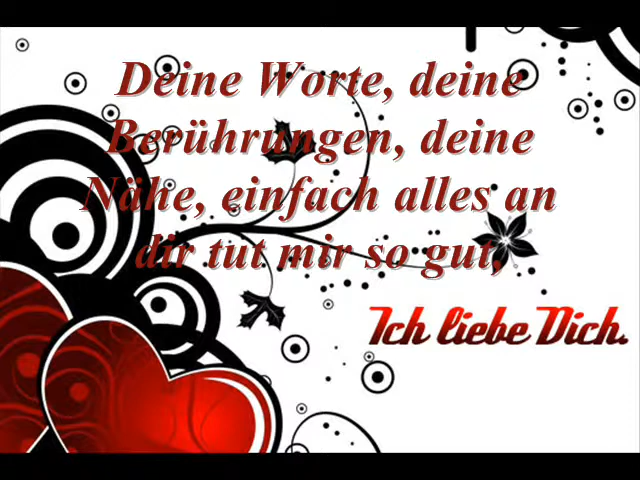 Deine Worte, deine
Berührungen, deine
Nähe, einfach alles an
dir tut mir so gut,
Ich liebe Dich.